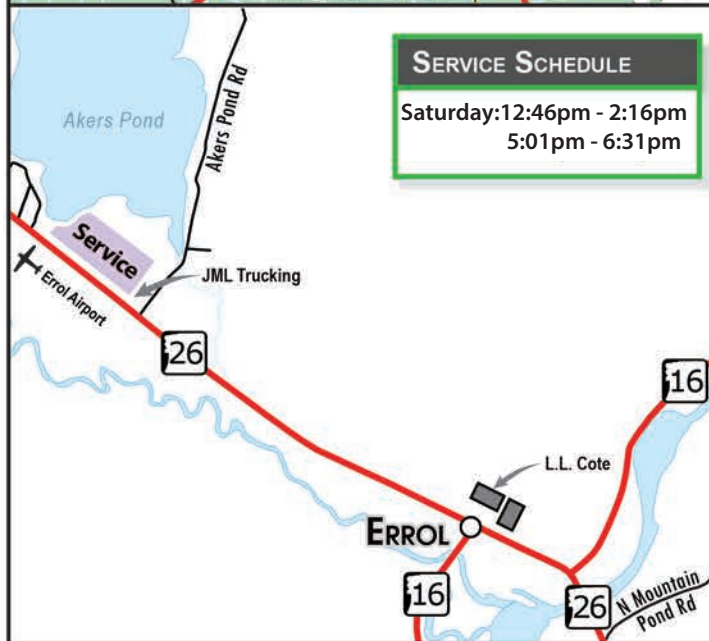 SERVICE SCHEDULE
Saturday:12:46pm - 2:16pm
5:01pm - 6:31pm
Akers Pond
Akers Pond Rd
Service
JML Trucking
Errol Airport
26
16
L.L. Cote
ERROL
16
26
N Mountain
Pond Rd